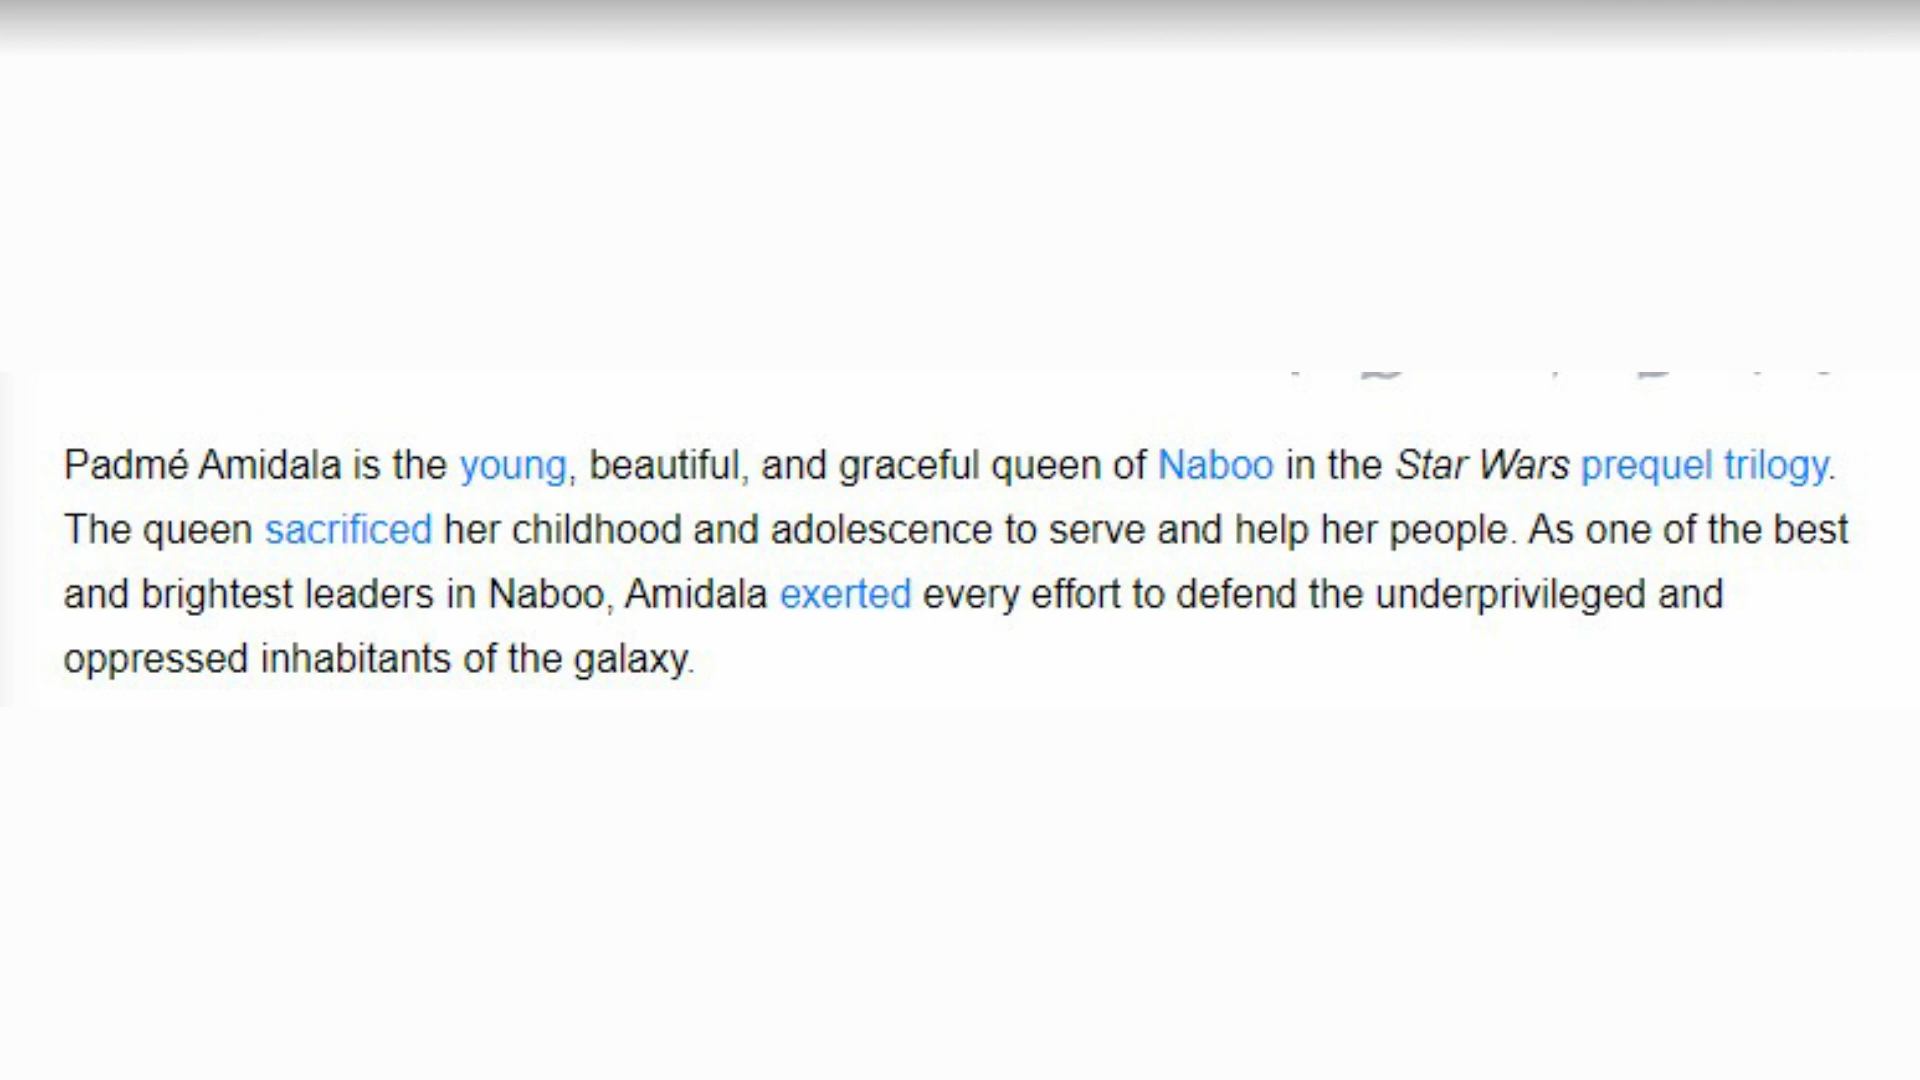 Padmé Amidala is the young, beautiful, and graceful queen of Naboo in the Star Wars prequel trilogy.
The queen sacrificed her childhood and adolescence to serve and help her people. As one of the best
and brightest leaders in Naboo, Amidala exerted every effort to defend the underprivileged and
oppressed inhabitants of the galaxy.